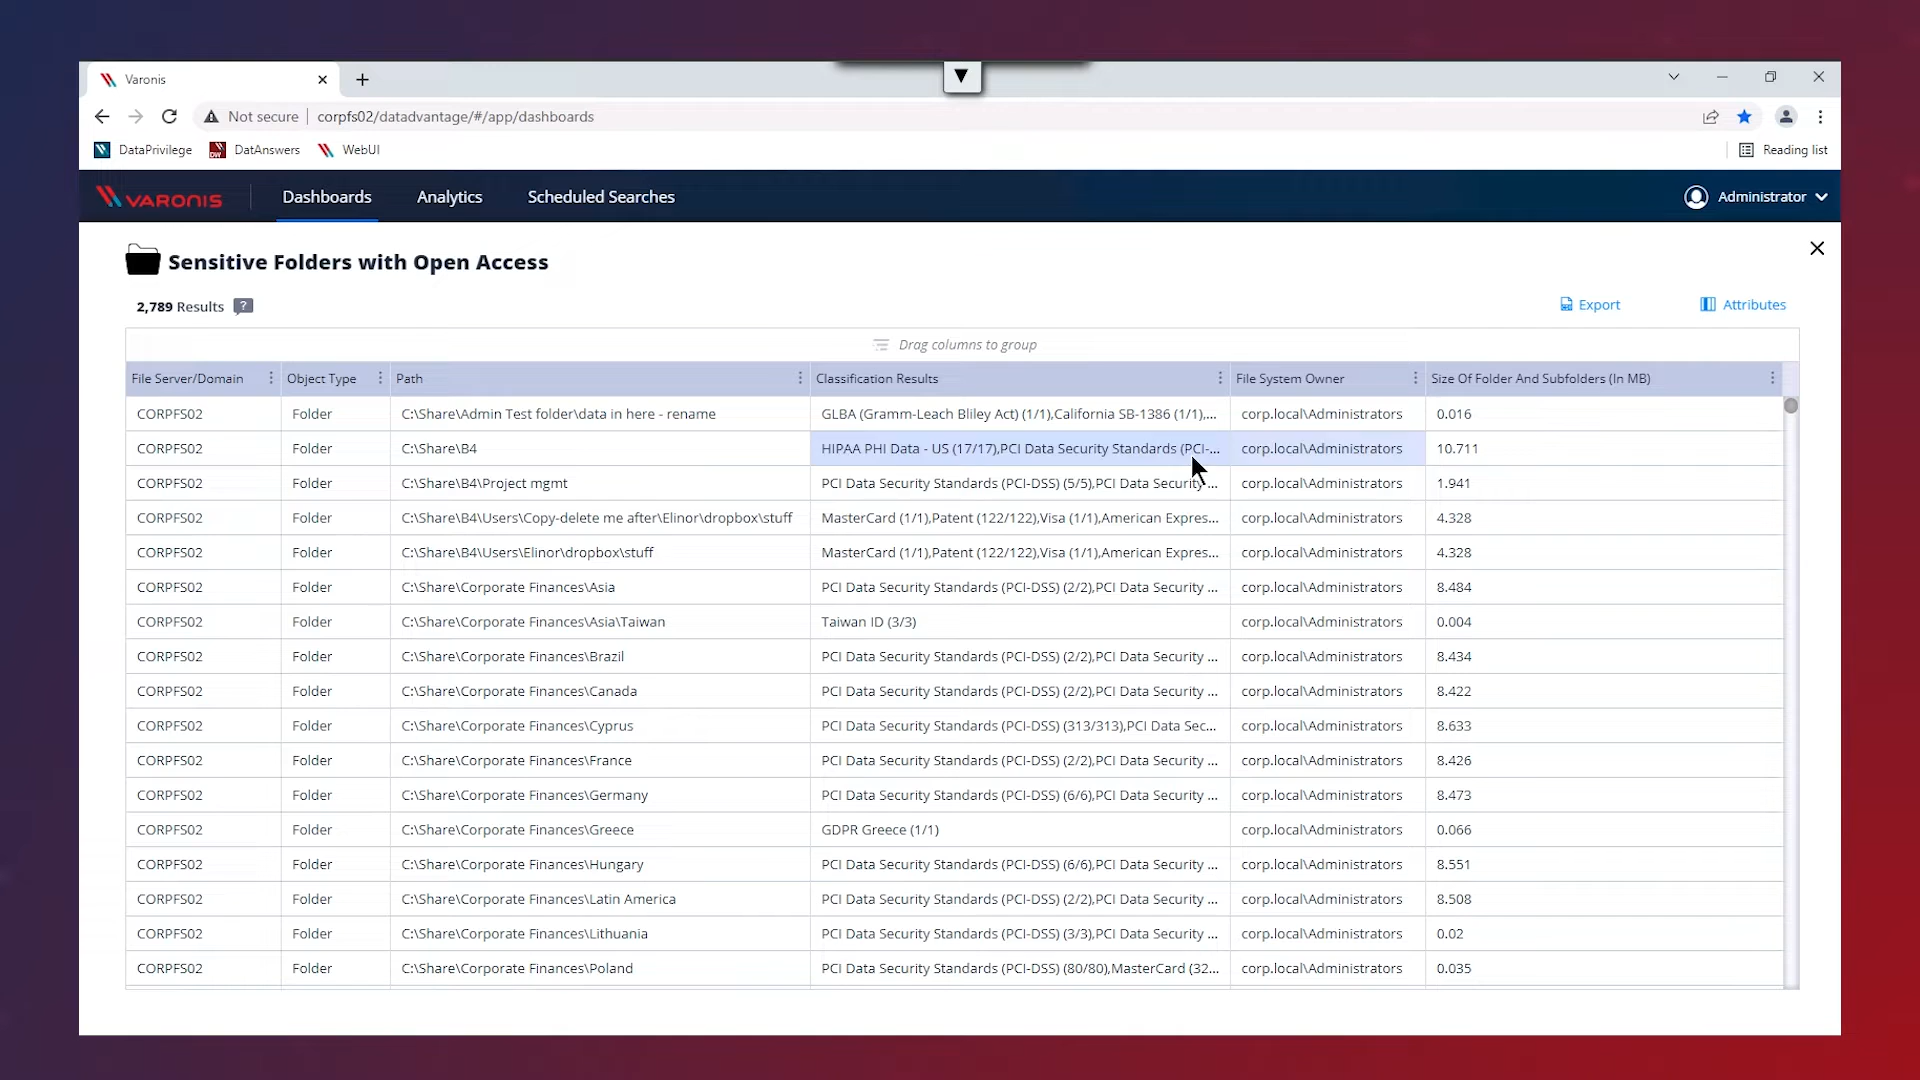 Varonis
Not secure corpfs02/datadvantage/#/app/dashboards
DataPrivilege DatAnswers WebUI Reading list
VARONIS Dashboards Analytics Scheduled Searches Administrator
Sensitive Folders with Open Access
2,789 Results ? Export Attributes
Drag columns to group
File Server/Domain Object Type Path Classification Results File System Owner Size Of Folder And Subfolders (In MB)
CORPFS02 Folder C:\Share\Admin Test folder\data in here - rename GLBA (Gramm-Leach Bliley Act) (1/1),California SB-1386 (1/1),... corp.local\Administrators 0.016
CORPFS02 Folder C:\Share\B4 HIPAA PHI Data - US (17/17),PCI Data Security Standards (PCI-... corp.local\Administrators 10.711
CORPFS02 Folder C:\Share\B4\Project mgmt PCI Data Security Standards (PCI-DSS) (5/5),PCI Data Security ... corp.local\Administrators 1.941
CORPFS02 Folder C:\Share\B4\Users\Copy-delete me after\Elinor\dropbox\stuff MasterCard (1/1),Patent (122/122),Visa (1/1),American Expres... corp.local\Administrators 4.328
CORPFS02 Folder C:\Share\B4\Users\Elinor\dropbox\stuff MasterCard (1/1),Patent (122/122),Visa (1/1),American Expres... corp.local\Administrators 4.328
CORPFS02 Folder C:\Share\Corporate Finances\Asia PCI Data Security Standards (PCI-DSS) (2/2),PCI Data Security ... corp.local\Administrators 8.484
CORPFS02 Folder C:\Share\Corporate Finances\Asia\Taiwan Taiwan ID (3/3) corp.local\Administrators 0.004
CORPFS02 Folder C:\Share\Corporate Finances\Brazil PCI Data Security Standards (PCI-DSS) (2/2),PCI Data Security ... corp.local\Administrators 8.434
CORPFS02 Folder C:\Share\Corporate Finances\Canada PCI Data Security Standards (PCI-DSS) (2/2),PCI Data Security ... corp.local\Administrators 8.422
CORPFS02 Folder C:\Share\Corporate Finances\Cyprus PCI Data Security Standards (PCI-DSS) (313/313),PCI Data Sec... corp.local\Administrators 8.633
CORPFS02 Folder C:\Share\Corporate Finances\France PCI Data Security Standards (PCI-DSS) (2/2),PCI Data Security ... corp.local\Administrators 8.426
CORPFS02 Folder C:\Share\Corporate Finances\Germany PCI Data Security Standards (PCI-DSS) (6/6),PCI Data Security ... corp.local\Administrators 8.473
CORPFS02 Folder C:\Share\Corporate Finances\Greece GDPR Greece (1/1) corp.local\Administrators 0.066
CORPFS02 Folder C:\Share\Corporate Finances\Hungary PCI Data Security Standards (PCI-DSS) (6/6),PCI Data Security ... corp.local\Administrators 8.551
CORPFS02 Folder C:\Share\Corporate Finances\Latin America PCI Data Security Standards (PCI-DSS) (2/2),PCI Data Security ... corp.local\Administrators 8.508
CORPFS02 Folder C:\Share\Corporate Finances\Lithuania PCI Data Security Standards (PCI-DSS) (3/3),PCI Data Security ... corp.local\Administrators 0.02
CORPFS02 Folder C:\Share\Corporate Finances\Poland PCI Data Security Standards (PCI-DSS) (80/80),MasterCard (32... corp.local\Administrators 0.035